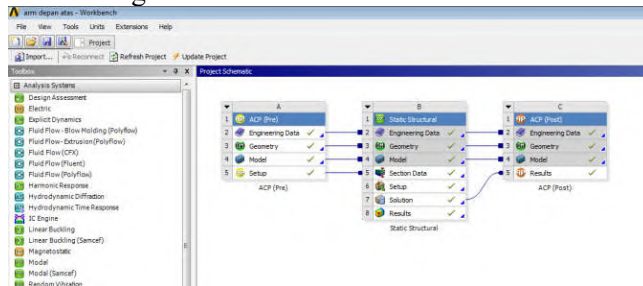 arm depan atas - Workbench
File View Tools Units Extensions Help
Project
Import... Reconnect Refresh Project Update Project
Toolbox
Project Schematic
Analysis Systems
Design Assessment
Electric
Explicit Dynamics
Fluid Flow-Blow Molding (Polyflow)
Fluid Flow-Extrusion (Polyflow)
Fluid Flow (CFX)
Fluid Flow (Fluent)
Fluid Flow (Polyflow)
Harmonic Response
Hydrodynamic Diffraction
Hydrodynamic Time Response
IC Engine
Linear Buckling
Linear Buckling (Samcef)
Magnetostatic
Modal
Modal (Samcef)
Random Vibration
A
1 ACP (Pre)
2 Engineering Data
3 Geometry
4 Model
5 Setup
ACP (Pre)
B
1 Static Structural
2 Engineering Data
3 Geometry
4 Model
5 Section Data
6 Setup
7 Solution
8 Results
Static Structural
C
1 ACP (Post)
2 Engineering Data
3 Geometry
4 Model
5 Results
ACP (Post)